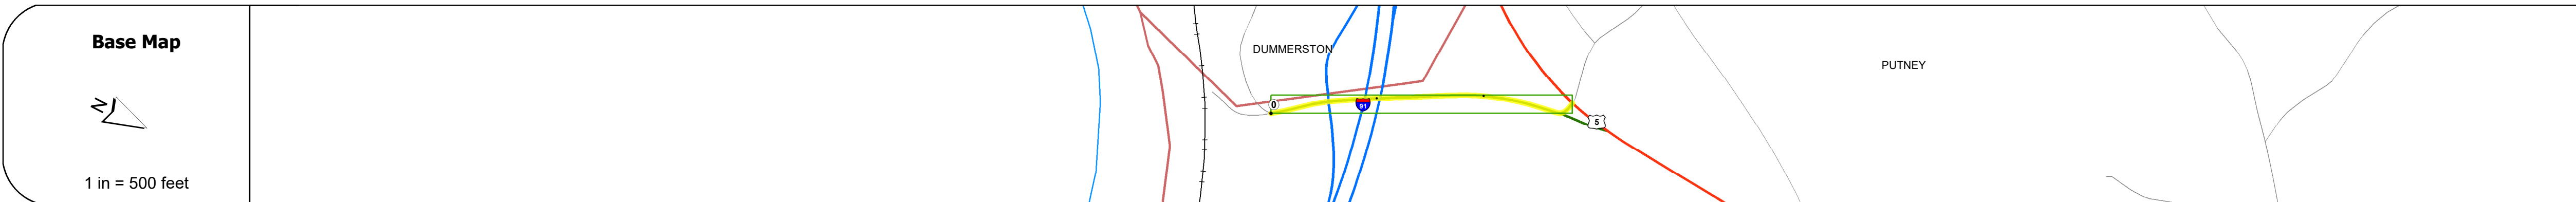 Base Map
N
1 in = 500 feet
DUMMERSTON
0
91
5
PUTNEY